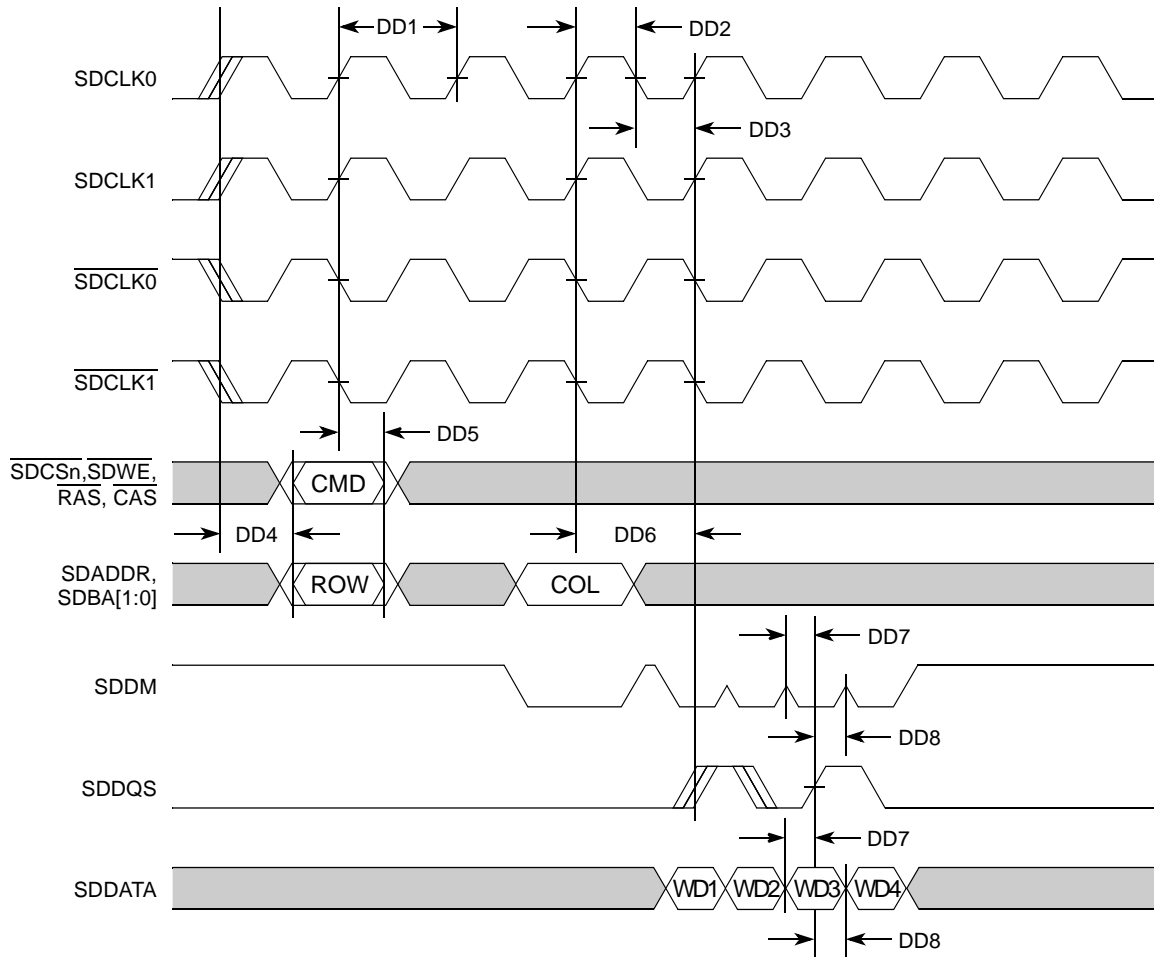 DD1
DD2
SDCLK0
DD3
SDCLK1
SDCLK0
SDCLK1
DD5
SDCSn,SDWE,
RAS, CAS
CMD
DD4
DD6
SDADDR,
SDBA[1:0]
ROW
COL
DD7
SDDM
DD8
SDDQS
DD7
SDDATA
WD1
WD2
WD3
WD4
DD8